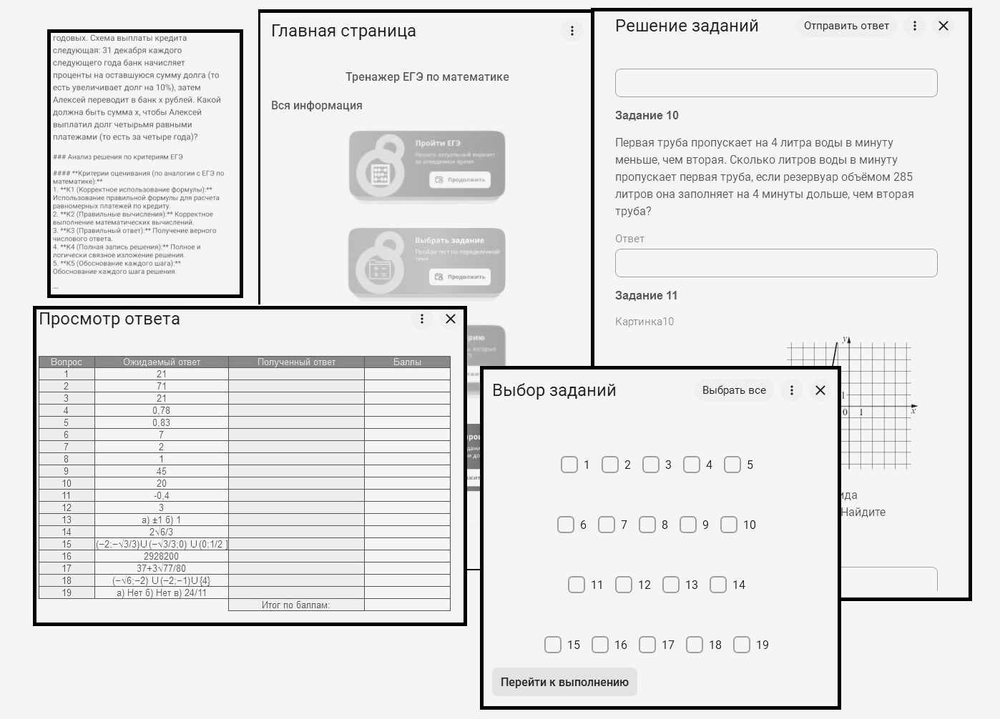 годовых. Схема выплаты кредита
следующая: 31 декабря каждого
следующего года банк начисляет
проценты на оставшуюся сумму долга (то
есть увеличивает долг на 10%), затем
Алексей переводит в банк x рублей. Какой
должна быть сумма x, чтобы Алексей
выплатил долг четырьмя равными
платежами (то есть за четыре года)?
### Анализ решения по критериям ЕГЭ
#### **Критерии оценивания (по аналогии с ЕГЭ по
математике):**
1. **К1 (Корректное использование формулы):**
Использование правильной формулы для расчета
равномерных платежей по кредиту.
2. **К2 (Правильные вычисления):** Корректное
выполнение математических вычислений.
3. **К3 (Правильный ответ):** Получение верного
числового ответа.
4. **К4 (Полная запись решения):** Полное и
логически связное изложение решения.
5. **К5 (Обоснование каждого шага):**
Обоснование каждого шага решения.
---
Главная страница
Тренажер ЕГЭ по математике
Вся информация
Пройти ЕГЭ
Решить актуальный вариант
за отведенное время
Продолжить
Выбрать задание
Пройди тест по определенной
теме
Продолжить
Решение заданий
Отправить ответ
Задание 10
Первая труба пропускает на 4 литра воды в минуту
меньше, чем вторая. Сколько литров воды в минуту
пропускает первая труба, если резервуар объёмом 285
литров она заполняет на 4 минуты дольше, чем вторая
труба?
Ответ
Задание 11
Картинка10
y
1
0 1 x
Найдите
Просмотр ответа
Вопрос Ожидаемый ответ Полученный ответ Баллы
1 21
2 71
3 21
4 0,78
5 0,83
6 7
7 2
8 1
9 45
10 20
11 -0,4
12 3
13 а) ±1 б) 1
14 2√6/3
15 (−2;−√3/3)∪(−√3/3;0) ∪(0;1/2 ]
16 2928200
17 37+3√77/80
18 (−√6;−2) ∪(−2;−1)∪{4}
19 а) Нет б) Нет в) 24/11
Итог по баллам:
Выбор заданий
Выбрать все
1 2 3 4 5
6 7 8 9 10
11 12 13 14
15 16 17 18 19
Перейти к выполнению